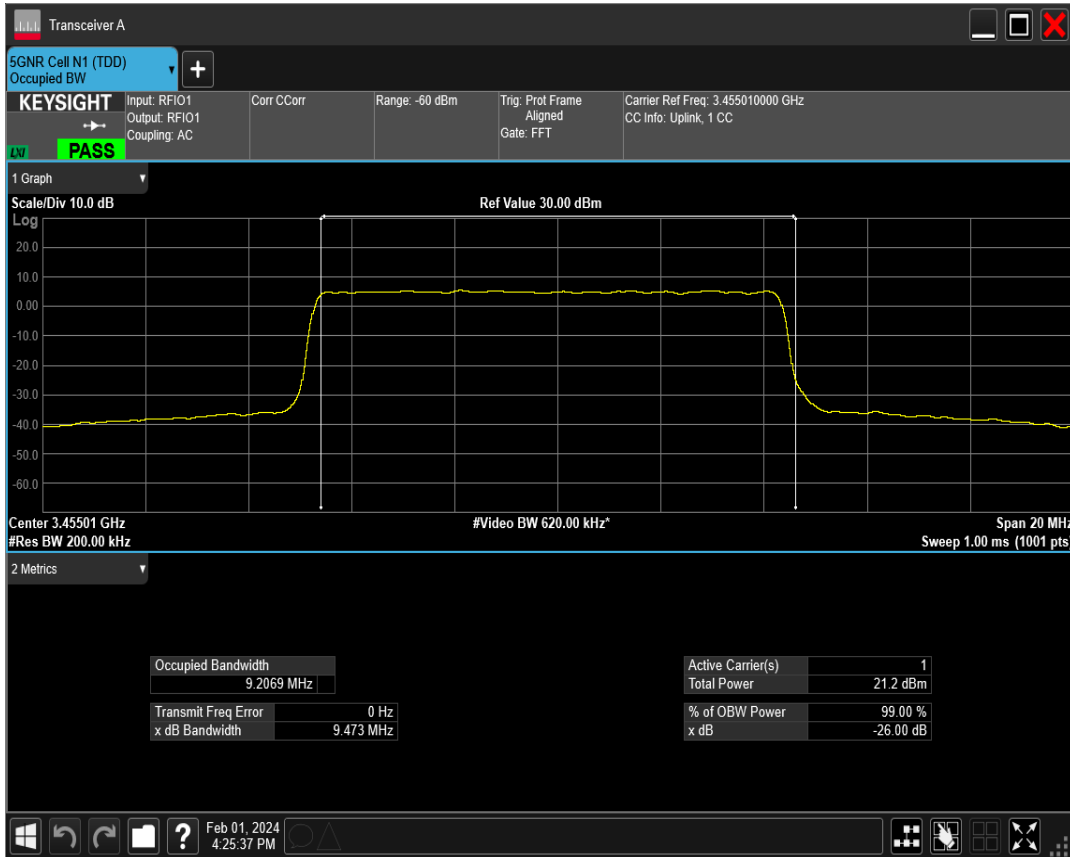 Transceiver A
5GNR Cell N1 (TDD)
Occupied BW
+
KEYSIGHT
LXI
PASS
Input: RFIO1
Output: RFIO1
Coupling: AC
Corr CCorr
Range: -60 dBm
Trig: Prot Frame
Aligned
Gate: FFT
Carrier Ref Freq: 3.455010000 GHz
CC Info: Uplink, 1 CC
1 Graph
Scale/Div 10.0 dB
Ref Value 30.00 dBm
Log
20.0
10.0
0.00
-10.0
-20.0
-30.0
-40.0
-50.0
-60.0
Center 3.45501 GHz
#Video BW 620.00 kHz*
Span 20 MHz
#Res BW 200.00 kHz
Sweep 1.00 ms (1001 pts)
2 Metrics
Occupied Bandwidth
9.2069 MHz
Transmit Freq Error 0 Hz
x dB Bandwidth 9.473 MHz
Active Carrier(s) 1
Total Power 21.2 dBm
% of OBW Power 99.00 %
x dB -26.00 dB
?
Feb 01, 2024
4:25:37 PM